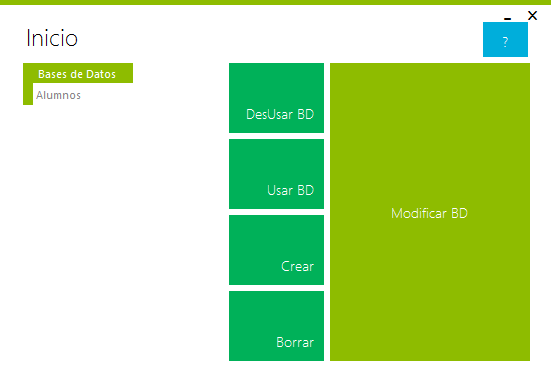 Inicio
?
Bases de Datos
Alumnos
DesUsar BD
Usar BD
Crear
Borrar
Modificar BD